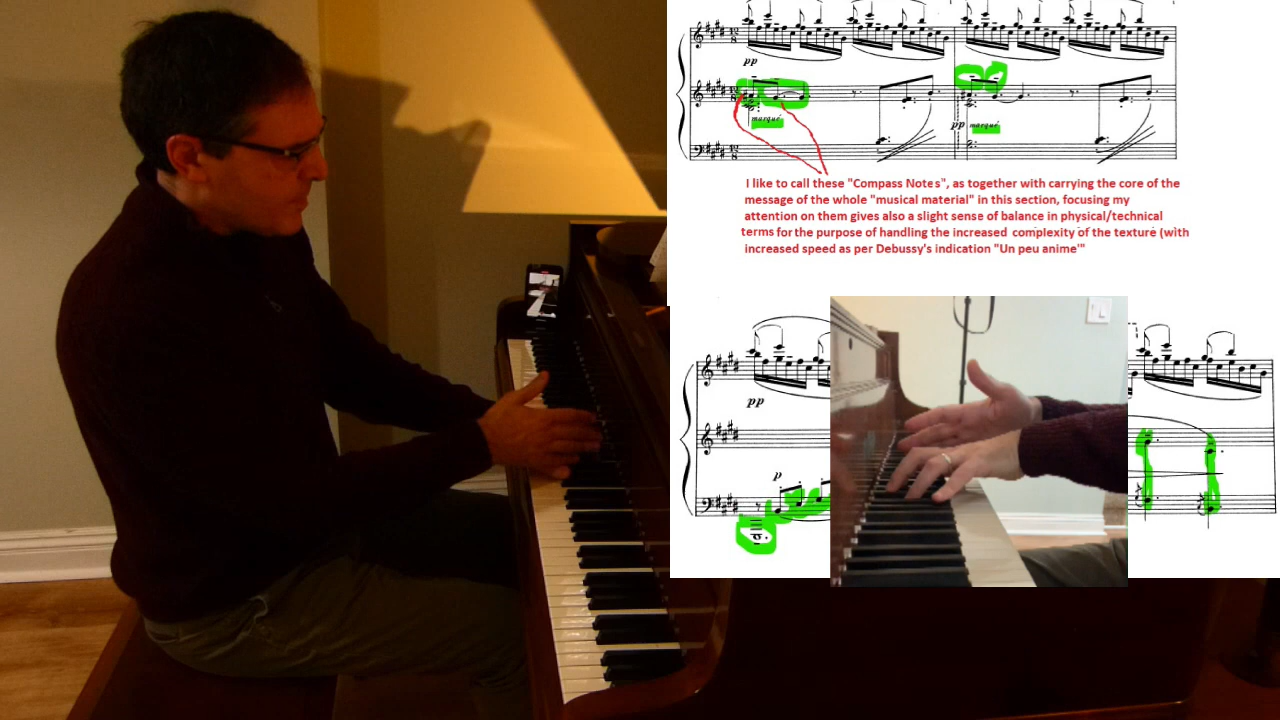 pp
marqué
pp marqué
I like to call these "Compass Notes", as together with carrying the core of the
message of the whole "musical material" in this section, focusing my
attention on them gives also a slight sense of balance in physical/technical
terms for the purpose of handling the increased complexity of the texture (with
increased speed as per Debussy's indication "Un peu anime'"
pp
p